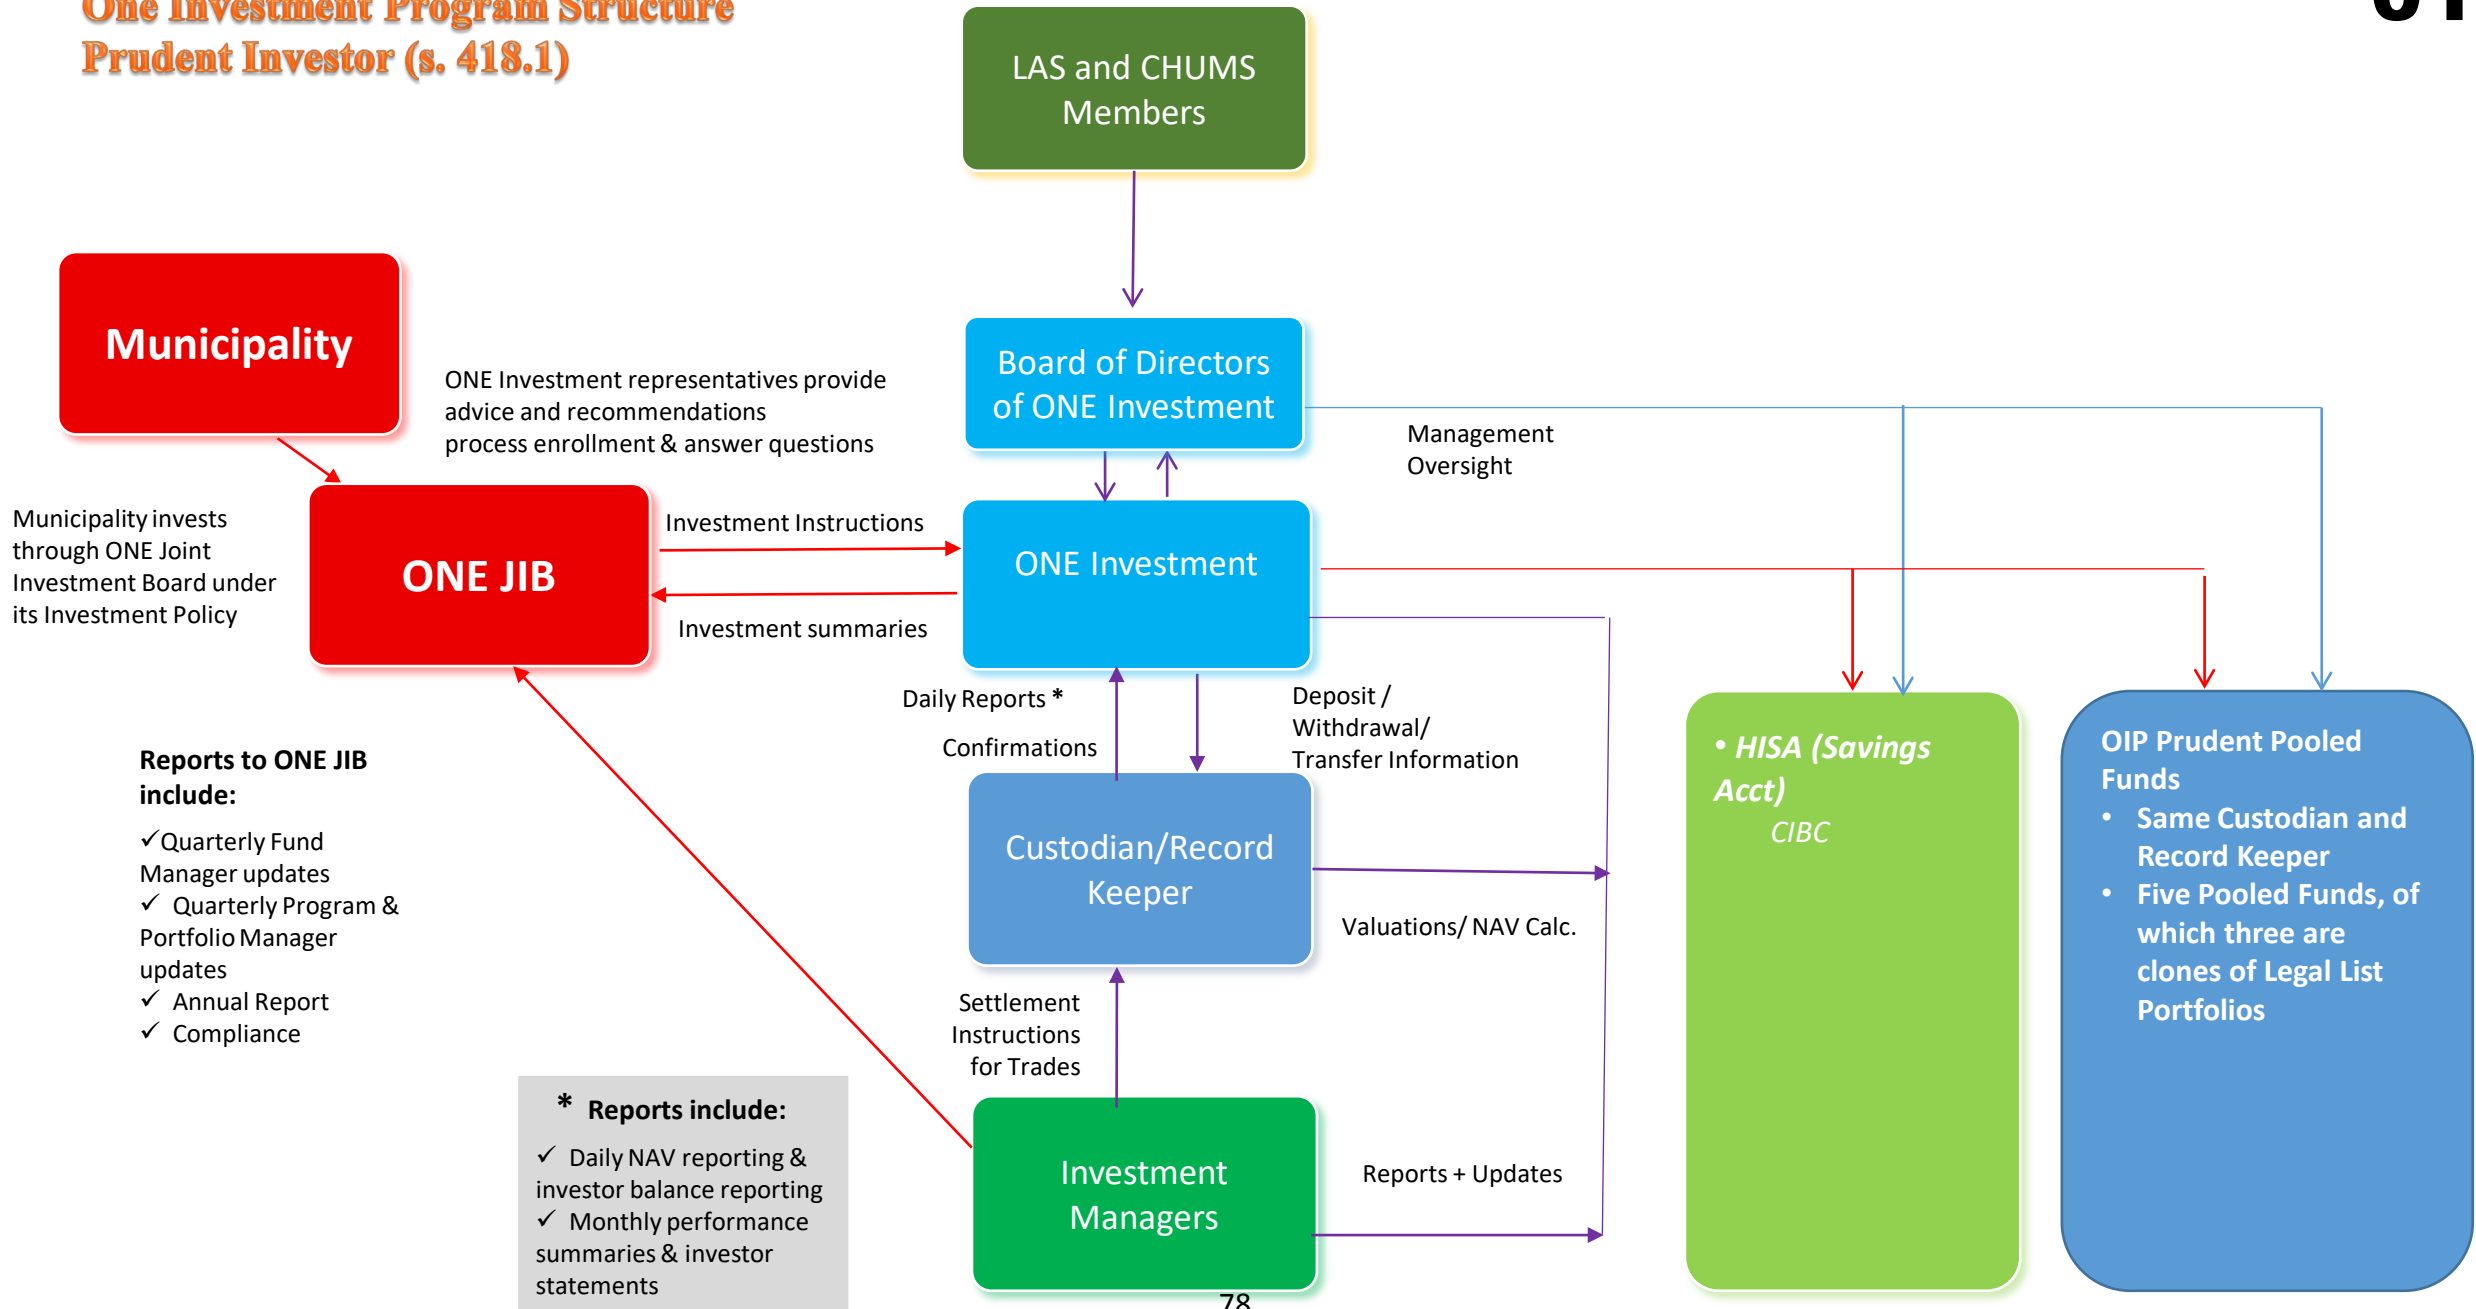 One Investment Program Structure
Prudent Investor (s. 418.1)
LAS and CHUMS
Members
Municipality
ONE Investment representatives provide
advice and recommendations
process enrollment & answer questions
Board of Directors
of ONE Investment
Management
Oversight
Municipality invests
through ONE Joint
Investment Board under
its Investment Policy
ONE JIB
Investment Instructions
Investment summaries
ONE Investment
Daily Reports *
Confirmations
Deposit /
Withdrawal/
Transfer Information
Reports to ONE JIB
include:
✓Quarterly Fund
Manager updates
✓ Quarterly Program &
Portfolio Manager
updates
✓ Annual Report
✓ Compliance
Custodian/Record
Keeper
Valuations/ NAV Calc.
Settlement
Instructions
for Trades
* Reports include:
✓ Daily NAV reporting &
investor balance reporting
✓ Monthly performance
summaries & investor
statements
Investment
Managers
Reports + Updates
• HISA (Savings
Acct)
CIBC
OIP Prudent Pooled
Funds
• Same Custodian and
Record Keeper
• Five Pooled Funds, of
which three are
clones of Legal List
Portfolios
78